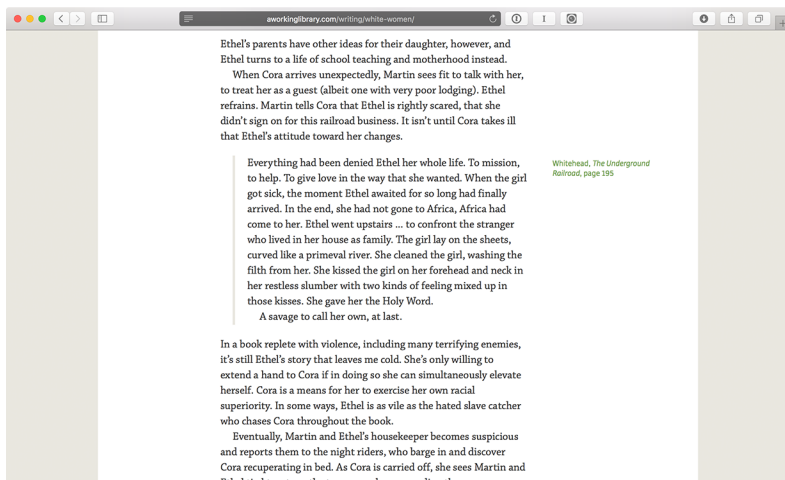 aworkinglibrary.com/writing/white-women/
Ethel's parents have other ideas for their daughter, however, and
Ethel turns to a life of school teaching and motherhood instead.
When Cora arrives unexpectedly, Martin sees fit to talk with her,
to treat her as a guest (albeit one with very poor lodging). Ethel
refrains. Martin tells Cora that Ethel is rightly scared, that she
didn't sign on for this railroad business. It isn't until Cora takes ill
that Ethel's attitude toward her changes.
Everything had been denied Ethel her whole life. To mission,
to help. To give love in the way that she wanted. When the girl
got sick, the moment Ethel awaited for so long had finally
arrived. In the end, she had not gone to Africa, Africa had
come to her. Ethel went upstairs … to confront the stranger
who lived in her house as family. The girl lay on the sheets,
curved like a primeval river. She cleaned the girl, washing the
filth from her. She kissed the girl on her forehead and neck in
her restless slumber with two kinds of feeling mixed up in
those kisses. She gave her the Holy Word.
A savage to call her own, at last.
Whitehead, The Underground
Railroad, page 195
In a book replete with violence, including many terrifying enemies,
it's still Ethel's story that leaves me cold. She's only willing to
extend a hand to Cora if in doing so she can simultaneously elevate
herself. Cora is a means for her to exercise her own racial
superiority. In some ways, Ethel is as vile as the hated slave catcher
who chases Cora throughout the book.
Eventually, Martin and Ethel's housekeeper becomes suspicious
and reports them to the night riders, who barge in and discover
Cora recuperating in bed. As Cora is carried off, she sees Martin and